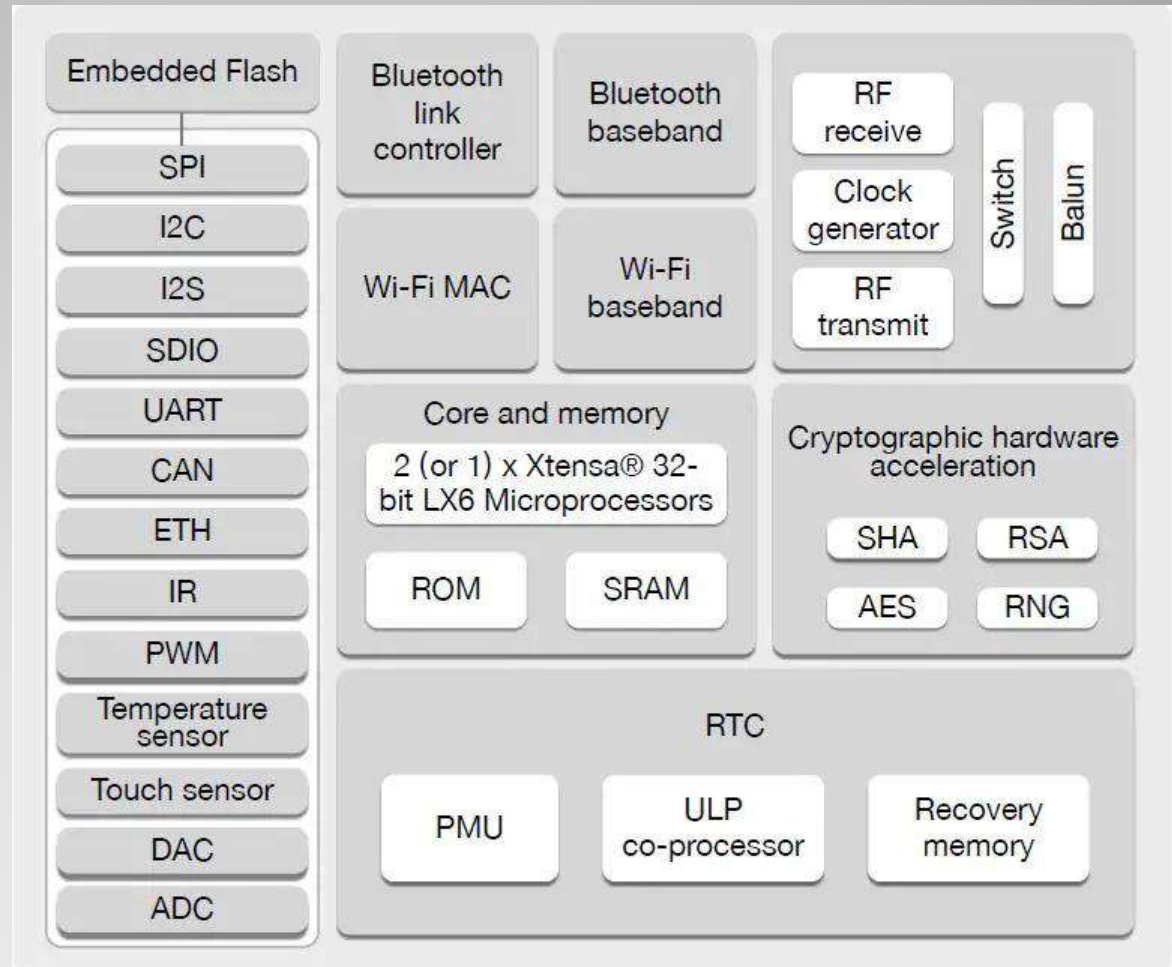 Embedded Flash
SPI
I2C
I2S
SDIO
UART
CAN
ETH
IR
PWM
Temperature
sensor
Touch sensor
DAC
ADC
Bluetooth
link
controller
Bluetooth
baseband
Wi-Fi MAC
Wi-Fi
baseband
RF
receive
Clock
generator
RF
transmit
Switch
Balun
Core and memory
2 (or 1) x Xtensa® 32-
bit LX6 Microprocessors
ROM
SRAM
Cryptographic hardware
acceleration
SHA
RSA
AES
RNG
RTC
PMU
ULP
co-processor
Recovery
memory